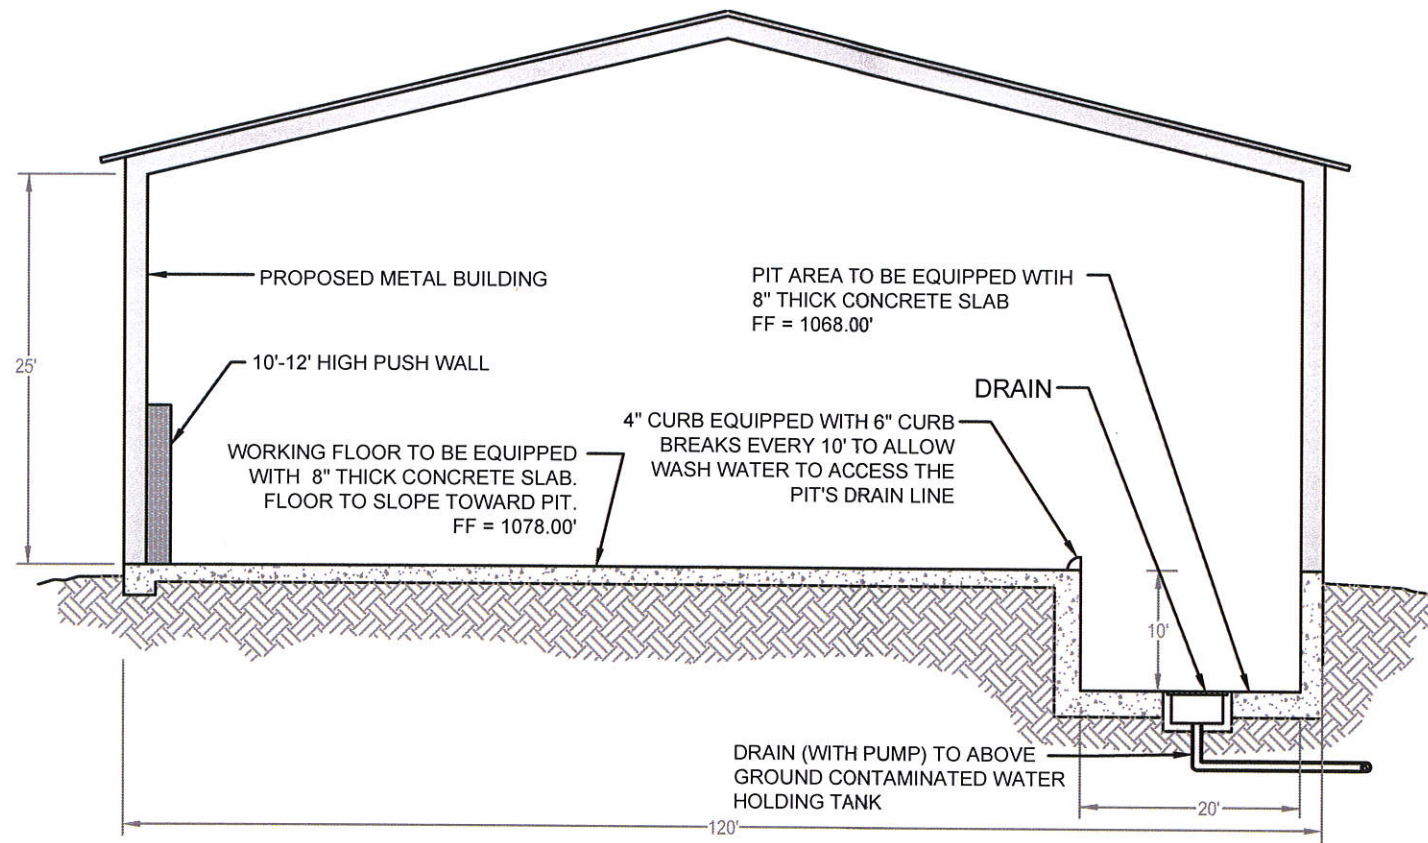 PROPOSED METAL BUILDING
PIT AREA TO BE EQUIPPED WTIH
8" THICK CONCRETE SLAB
FF = 1068.00'
25'
10'-12' HIGH PUSH WALL
DRAIN
4" CURB EQUIPPED WITH 6" CURB
BREAKS EVERY 10' TO ALLOW
WASH WATER TO ACCESS THE
PIT'S DRAIN LINE
WORKING FLOOR TO BE EQUIPPED
WITH 8" THICK CONCRETE SLAB.
FLOOR TO SLOPE TOWARD PIT.
FF = 1078.00'
10'
DRAIN (WITH PUMP) TO ABOVE
GROUND CONTAMINATED WATER
HOLDING TANK
20'
120'